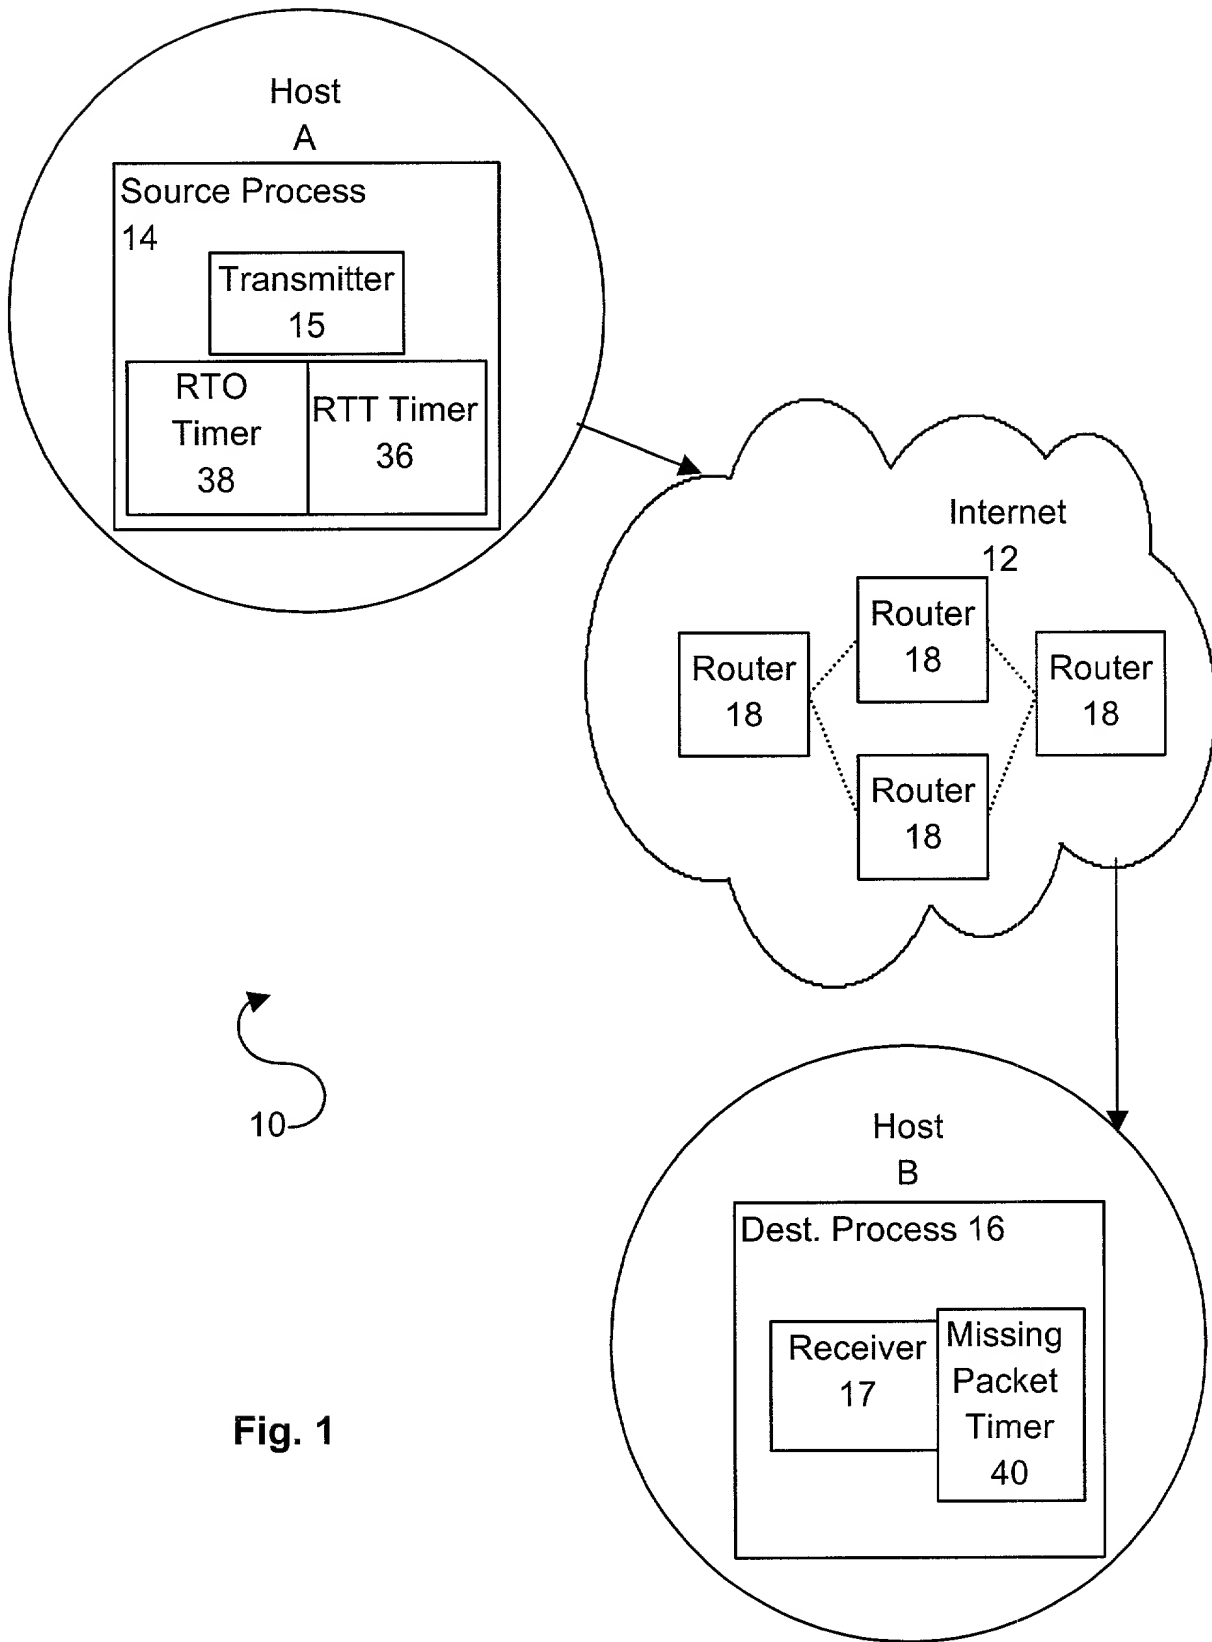 Host
A
Source Process
14
Transmitter
15
RTO
Timer
38
RTT Timer
36
Internet
12
Router
18
Router
18
Router
18
Router
18
10
Host
B
Dest. Process 16
Receiver
17
Missing
Packet
Timer
40
Fig. 1